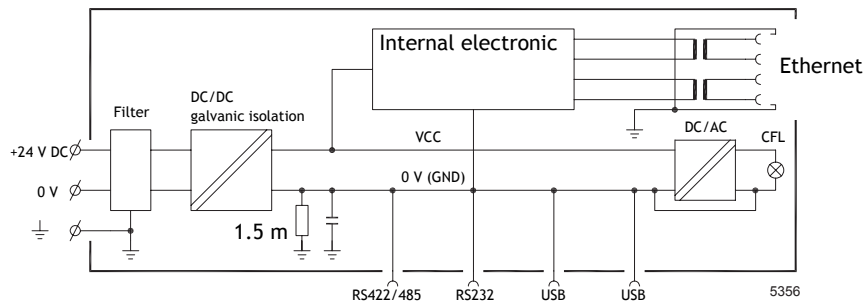 Internal electronic
Ethernet
DC/DC
galvanic isolation
Filter
DC/AC
CFL
VCC
+24 V DC
0 V (GND)
0 V
1.5 m
RS422/485
RS232
USB
USB
5356